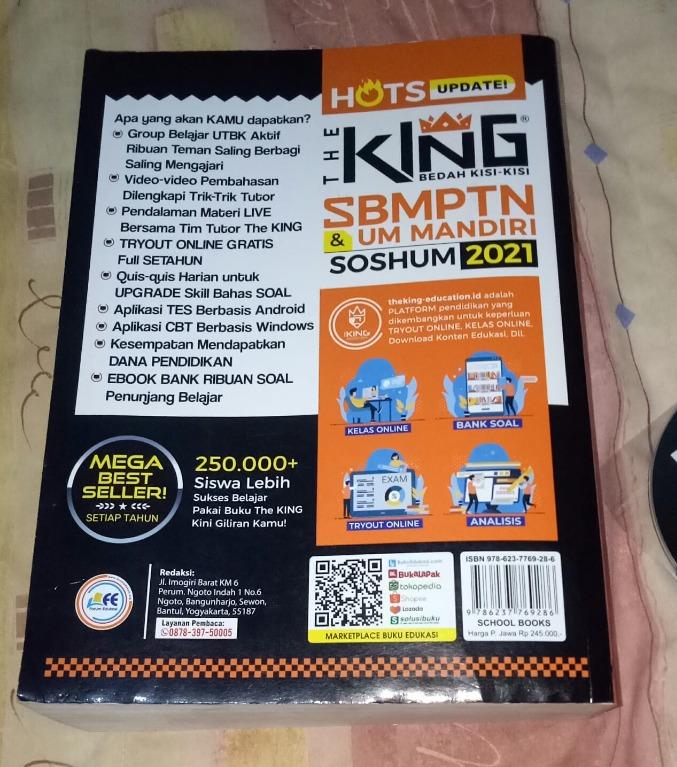 HOTS UPDATE!
THE KING®
BEDAH KISI-KISI
SBMPTN
& UM MANDIRI
SOSHUM 2021
Apa yang akan KAMU dapatkan?
Group Belajar UTBK Aktif
Ribuan Teman Saling Berbagi
Saling Mengajari
Video-video Pembahasan
Dilengkapi Trik-Trik Tutor
Pendalaman Materi LIVE
Bersama Tim Tutor The KING
TRYOUT ONLINE GRATIS
Full SETAHUN
Quis-quis Harian untuk
UPGRADE Skill Bahas SOAL
Aplikasi TES Berbasis Android
Aplikasi CBT Berbasis Windows
Kesempatan Mendapatkan
DANA PENDIDIKAN
EBOOK BANK RIBUAN SOAL
Penunjang Belajar
theking-education.id adalah
PLATFORM pendidikan yang
dikembangkan untuk keperluan
TRYOUT ONLINE, KELAS ONLINE,
Download Konten Edukasi, Dll.
KING
KELAS ONLINE
BANK SOAL
EXAM
TRYOUT ONLINE
ANALISIS
MEGA
BEST
SELLER!
SETIAP TAHUN
250.000+
Siswa Lebih
Sukses Belajar
Pakai Buku The KING
Kini Giliran Kamu!
Forum Edukasi
Redaksi:
Jl. Imogiri Barat KM 6
Perum. Ngoto Indah 1 No.6
Ngoto, Bangunharjo, Sewon,
Bantul, Yogyakarta, 55187
Layanan Pembaca:
0878-397-50005
BukuEdukasi.com
BukaLapak
tokopedia
Shopee
Lazada
solusibuku
MARKETPLACE BUKU EDUKASI
ISBN 978-623-7769-28-6
9 786237 769286
SCHOOL BOOKS
Harga P. Jawa Rp 245.000,-